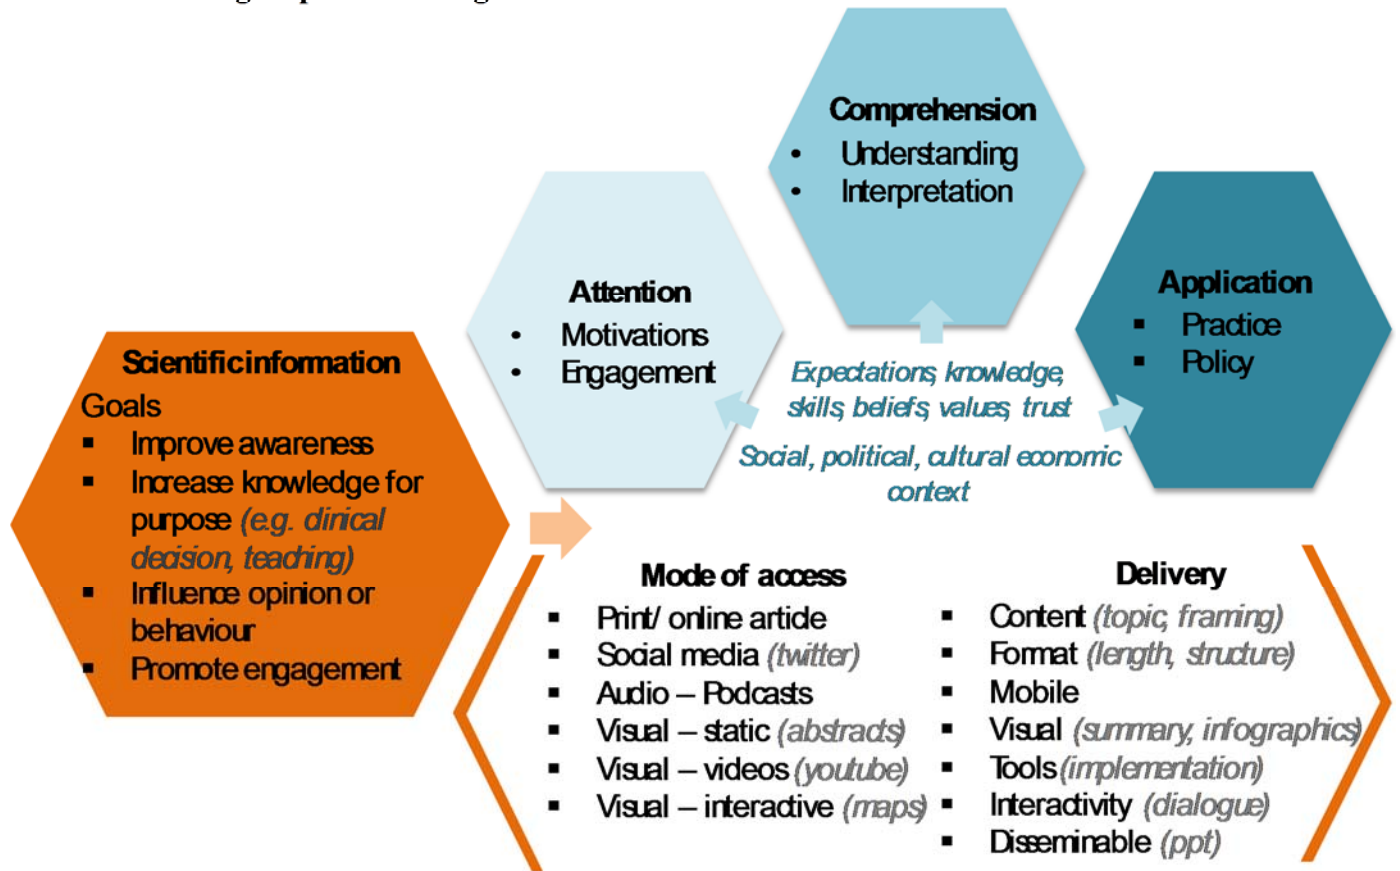 Scientific information
Goals
▪ Improve awareness
▪ Increase knowledge for
purpose (e.g. clinical
decision, teaching)
▪ Influence opinion or
behaviour
▪ Promote engagement
Attention
• Motivations
• Engagement
Comprehension
• Understanding
• Interpretation
Application
▪ Practice
▪ Policy
Expectations, knowledge,
skills, beliefs, values, trust
Social, political, cultural economic
context
Mode of access
▪ Print/ online article
▪ Social media (twitter)
▪ Audio – Podcasts
▪ Visual – static (abstracts)
▪ Visual – videos (youtube)
▪ Visual – interactive (maps)
Delivery
▪ Content (topic, framing)
▪ Format (length, structure)
▪ Mobile
▪ Visual (summary, infographics)
▪ Tools (implementation)
▪ Interactivity (dialogue)
▪ Disseminable (ppt)